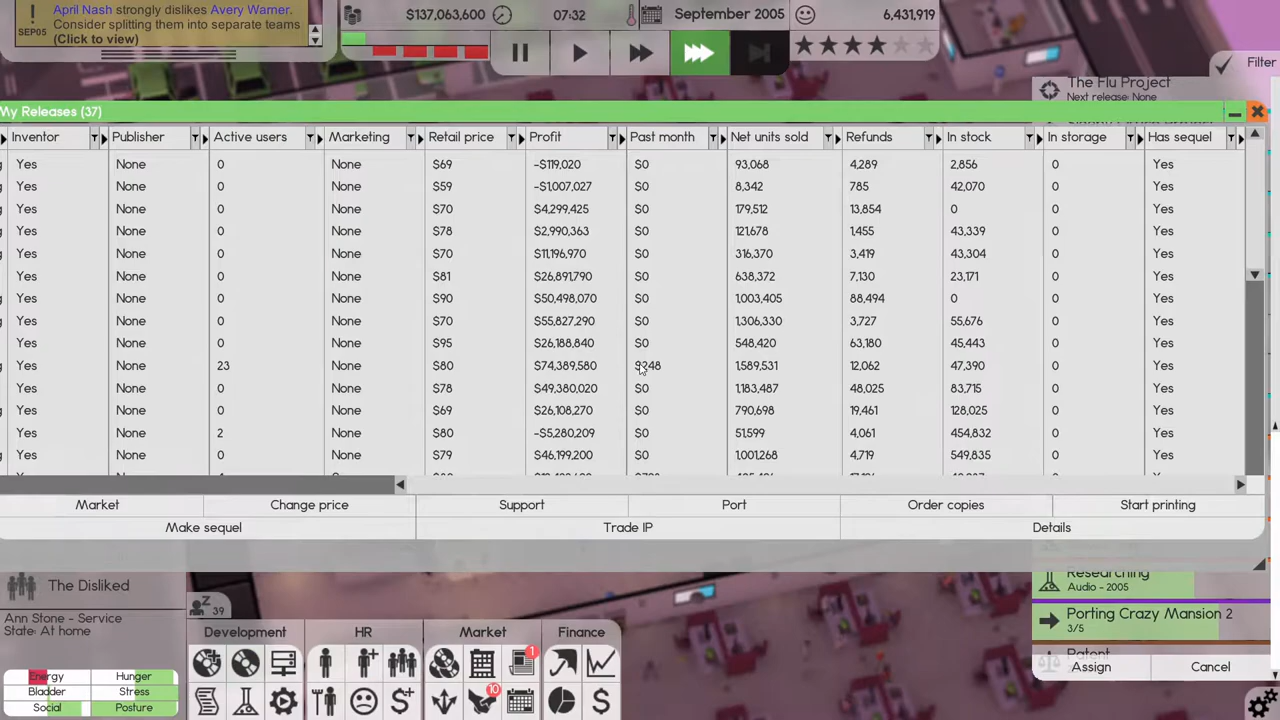 ! April Nash strongly dislikes Avery Warner.
Consider splitting them into separate teams
SEP05 (Click to view)
$137,063,600 07:32 September 2005 6,431,919
Filter
The Flu Project
Next release: None
My Releases (37)
Inventor Publisher Active users Marketing Retail price Profit Past month Net units sold Refunds In stock In storage Has sequel
Yes None 0 None $69 -$119,020 $0 93,068 4,289 2,856 0 Yes
Yes None 0 None $59 -$1,007,027 $0 8,342 785 42,070 0 Yes
Yes None 0 None $70 $4,299,425 $0 179,512 13,854 0 0 Yes
Yes None 0 None $78 $2,990,363 $0 121,678 1,455 43,339 0 Yes
Yes None 0 None $70 $11,196,970 $0 316,370 3,419 43,304 0 Yes
Yes None 0 None $81 $26,891,790 $0 638,372 7,130 23,171 0 Yes
Yes None 0 None $90 $50,498,070 $0 1,003,405 88,494 0 0 Yes
Yes None 0 None $70 $55,827,290 $0 1,306,330 3,727 55,676 0 Yes
Yes None 0 None $95 $26,188,840 $0 548,420 63,180 45,443 0 Yes
Yes None 23 None $80 $74,389,580 $248 1,589,531 12,062 47,390 0 Yes
Yes None 0 None $78 $49,380,020 $0 1,183,487 48,025 83,715 0 Yes
Yes None 0 None $69 $26,108,270 $0 790,698 19,461 128,025 0 Yes
Yes None 2 None $80 -$5,280,209 $0 51,599 4,061 454,832 0 Yes
Yes None 0 None $79 $46,199,200 $0 1,001,268 4,719 549,835 0 Yes
Market Change price Support Port Order copies Start printing
Make sequel Trade IP Details
The Disliked
Ann Stone - Service
State: At home
Energy Hunger
Bladder Stress
Social Posture
Z 39
Development HR Market Finance
1
10
Researching
Audio - 2005
Porting Crazy Mansion 2
3/5
Patent
Assign Cancel